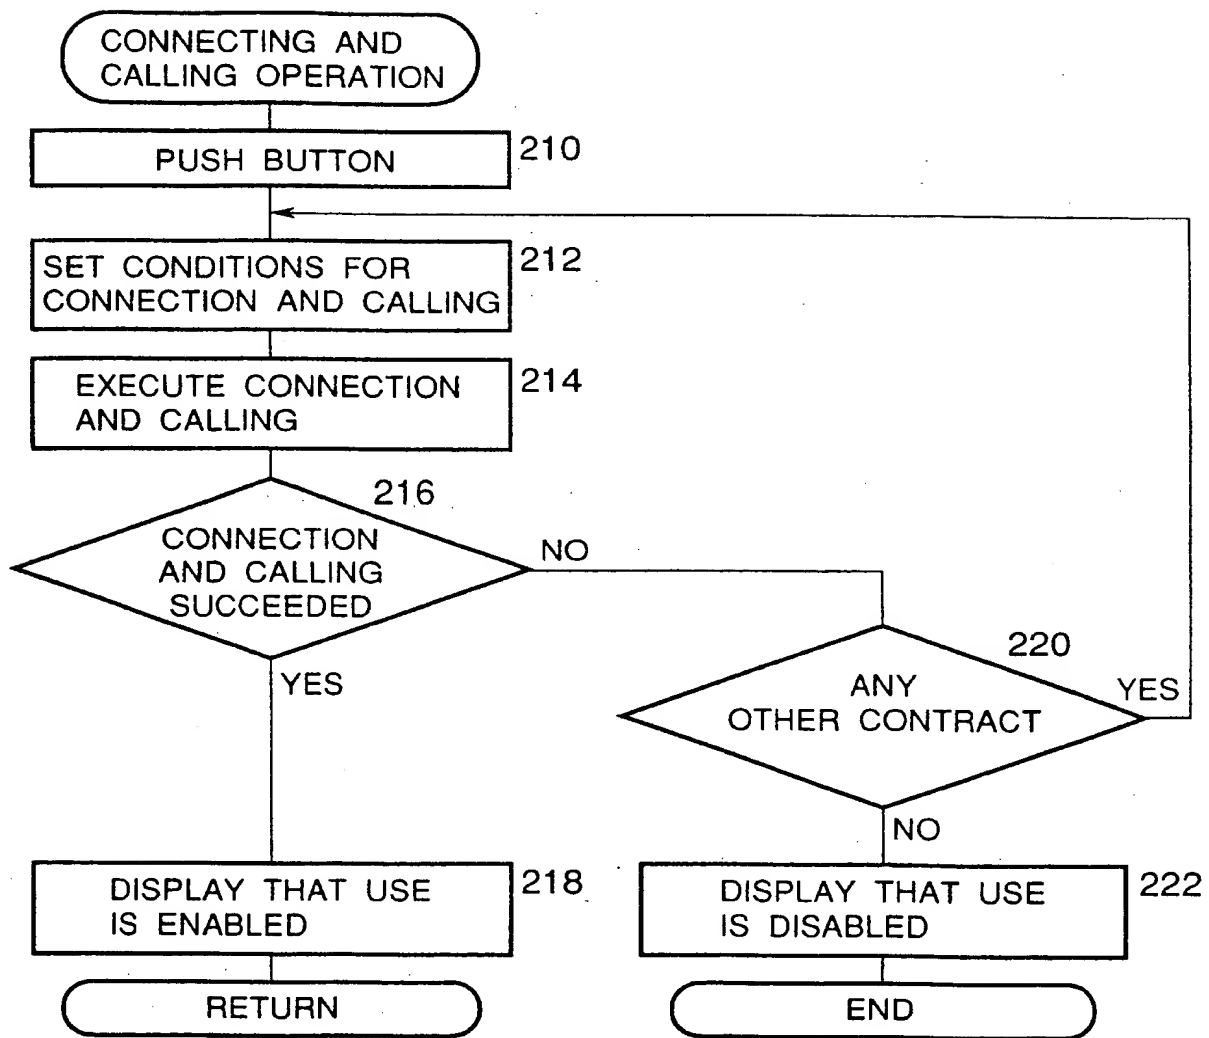 CONNECTING AND
CALLING OPERATION
PUSH BUTTON
210
SET CONDITIONS FOR
CONNECTION AND CALLING
212
EXECUTE CONNECTION
AND CALLING
214
216
CONNECTION
AND CALLING
SUCCEEDED
NO
YES
220
ANY
OTHER CONTRACT
YES
NO
DISPLAY THAT USE
IS ENABLED
218
DISPLAY THAT USE
IS DISABLED
222
RETURN
END